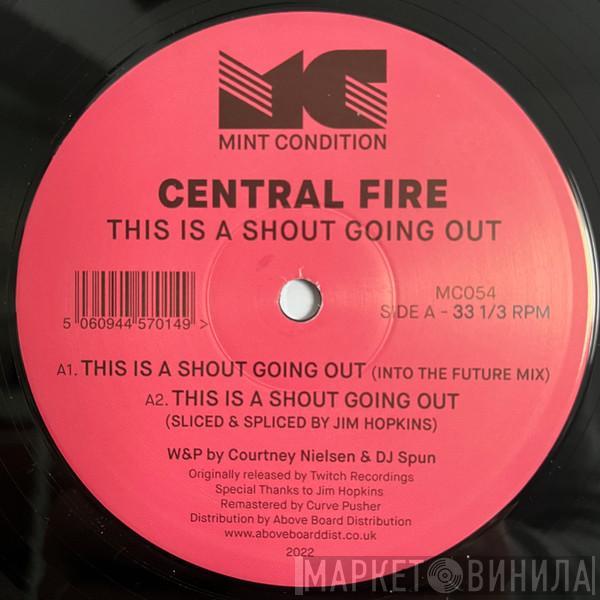 MC
MINT CONDITION
CENTRAL FIRE
THIS IS A SHOUT GOING OUT
MC054
SIDE A - 33 1/3 RPM
5 060944 570149 >
A1. THIS IS A SHOUT GOING OUT (INTO THE FUTURE MIX)
A2. THIS IS A SHOUT GOING OUT
(SLICED & SPLICED BY JIM HOPKINS)
W&P by Courtney Nielsen & DJ Spun
Originally released by Twitch Recordings
Special Thanks to Jim Hopkins
Remastered by Curve Pusher
Distribution by Above Board Distribution
www.aboveboarddist.co.uk
2022
МАРКЕТ ВИНИЛА